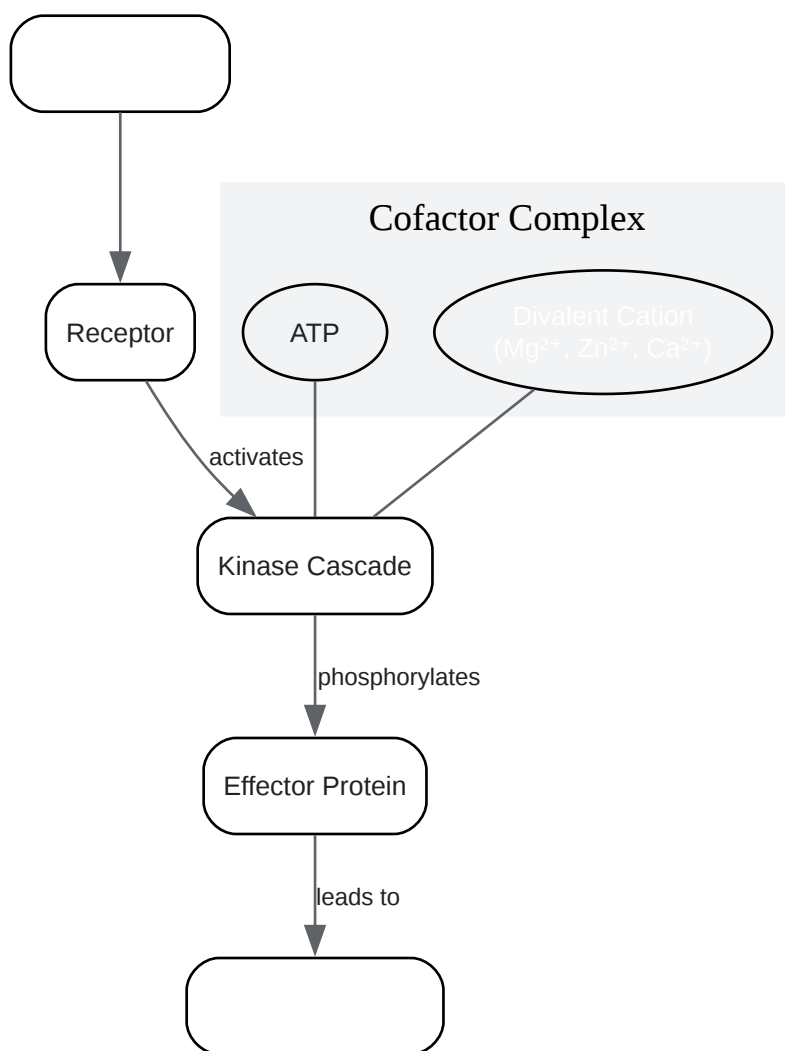 Cofactor Complex
Receptor
ATP
Divalent Cation
(Mg²⁺, Zn²⁺, Ca²⁺)
activates
Kinase Cascade
phosphorylates
Effector Protein
leads to